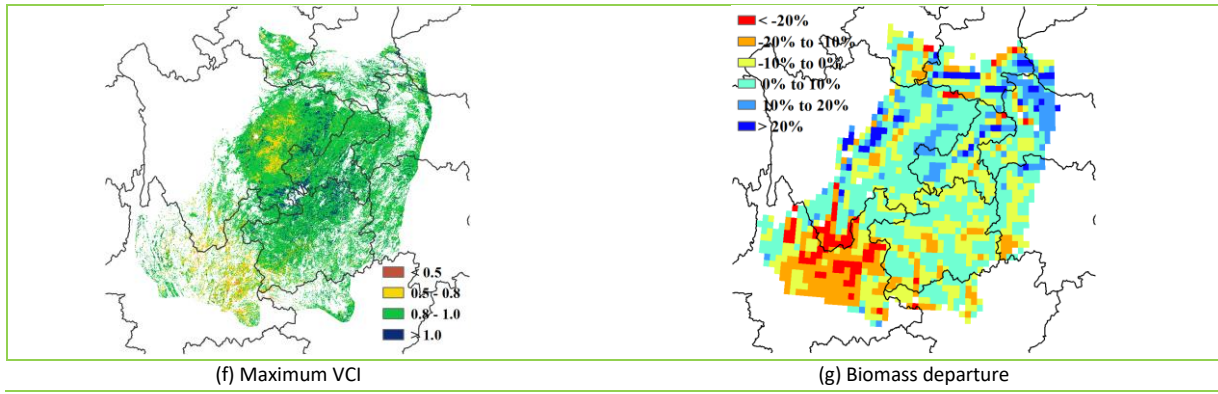 < 0.5
0.5 - 0.8
0.8 - 1.0
> 1.0
(f) Maximum VCI
< -20%
-20% to -10%
-10% to 0%
0% to 10%
10% to 20%
> 20%
(g) Biomass departure